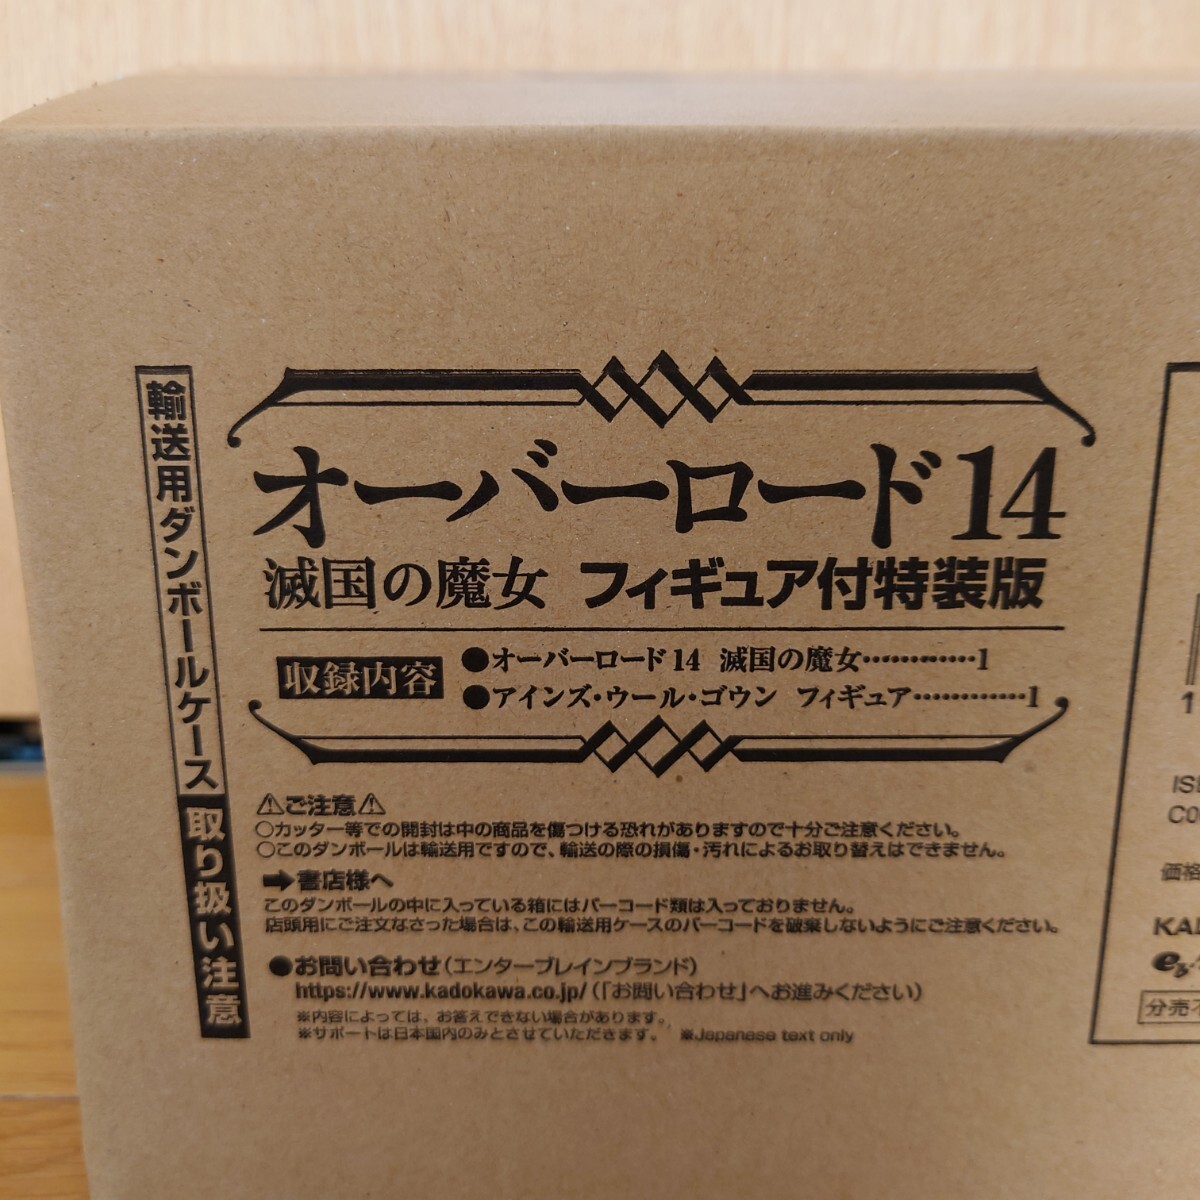 輸送用ダンボールケース 取り扱い注意
オーバーロード14
滅国の魔女 フィギュア付特装版
収録内容
●オーバーロード14 滅国の魔女…………1
●アインズ・ウール・ゴウン フィギュア…………1
⚠ご注意⚠
○カッター等での開封は中の商品を傷つける恐れがありますので十分ご注意ください。
○このダンボールは輸送用ですので、輸送の際の損傷・汚れによるお取り替えはできません。
➡書店様へ
このダンボールの中に入っている箱にはバーコード類は入っておりません。
店頭用にご注文なさった場合は、この輸送用ケースのバーコードを破棄しないようにご注意ください。
●お問い合わせ（エンターブレインブランド）
https://www.kadokawa.co.jp/（「お問い合わせ」へお進みください）
※内容によっては、お答えできない場合があります。
※サポートは日本国内のみとさせていただきます。 ※Japanese text only
1
価格
分売